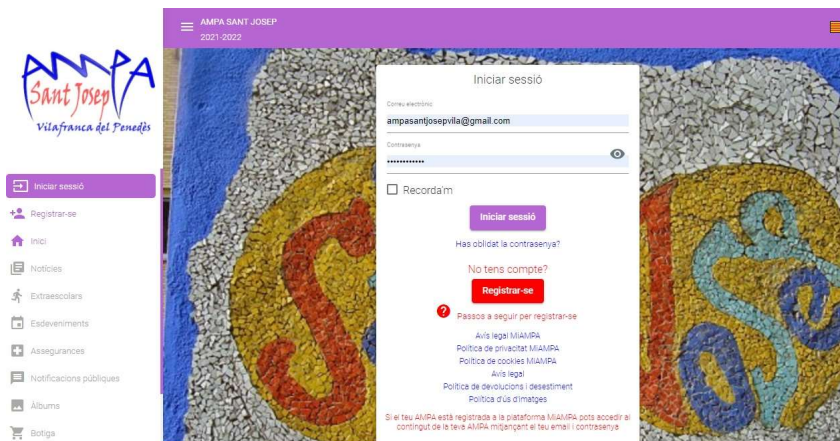 AMPA SANT JOSEP
2021-2022
AMPA
Sant Josep
Vilafranca del Penedès
Iniciar sessió
Registrar-se
Inici
Notícies
Extraescolars
Esdeveniments
Assegurances
Notificacions públiques
Àlbums
Botiga
Iniciar sessió
Correu electrònic
ampasantjosepvila@gmail.com
Contrasenya
••••••••••••
Recorda'm
Iniciar sessió
Has oblidat la contrasenya?
No tens compte?
Registrar-se
? Passos a seguir per registrar-se
Avís legal MiAMPA
Política de privacitat MiAMPA
Política de cookies MiAMPA
Avís legal
Política de devolucions i desestiment
Política d'ús d'imatges
Si el teu AMPA està registrada a la plataforma MiAMPA pots accedir al
contingut de la teva AMPA mitjançant el teu email i contrasenya